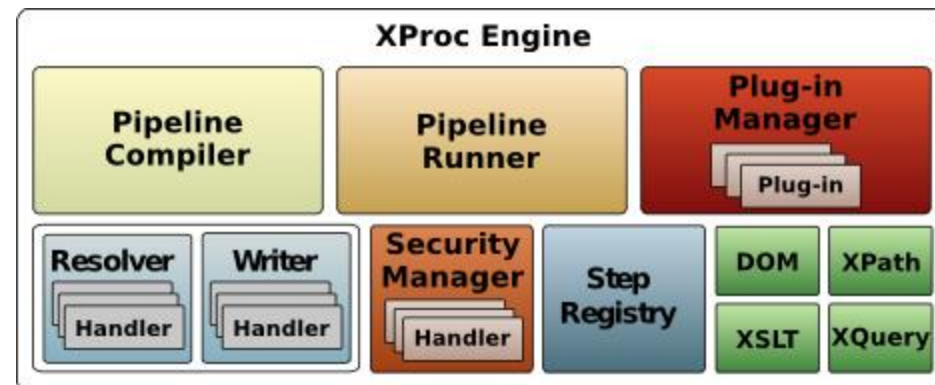 XProc Engine
Pipeline
Compiler
Pipeline
Runner
Plug-in
Manager
Plug-in
Resolver
Handler
Writer
Handler
Security
Manager
Handler
Step
Registry
DOM
XPath
XSLT
XQuery